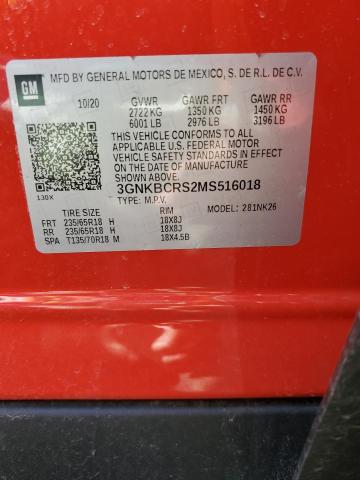 GM
MFD BY GENERAL MOTORS DE MEXICO, S. DE R.L. DE C.V.
10/20 GVWR GAWR FRT GAWR RR
2722 KG 1350 KG 1450 KG
6001 LB 2976 LB 3196 LB
THIS VEHICLE CONFORMS TO ALL
APPLICABLE U.S. FEDERAL MOTOR
VEHICLE SAFETY STANDARDS IN EFFECT
ON THE DATE OF MANUFACTURE
SHOWN ABOVE.
3GNKBCRS2MS516018
130X TYPE: M.P.V.
TIRE SIZE RIM MODEL: 281NK26
FRT 235/65R18 H 18X8J
RR 235/65R18 H 18X8J
SPA T135/70R18 M 18X4.5B